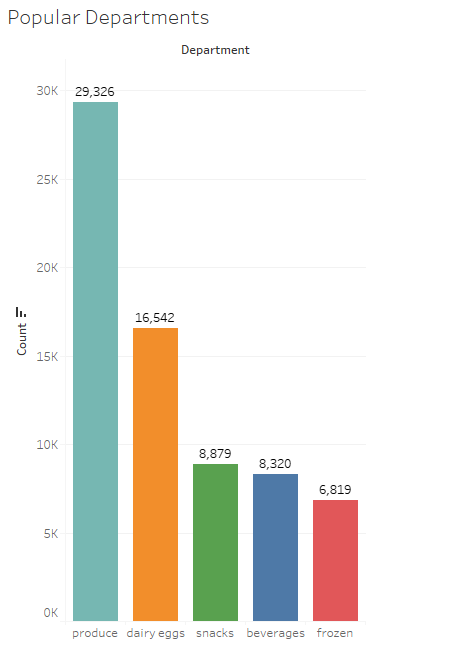 Popular Departments
Department
30K
25K
20K
15K
10K
5K
0K
Count
29,326
16,542
8,879
8,320
6,819
produce dairy eggs snacks beverages frozen